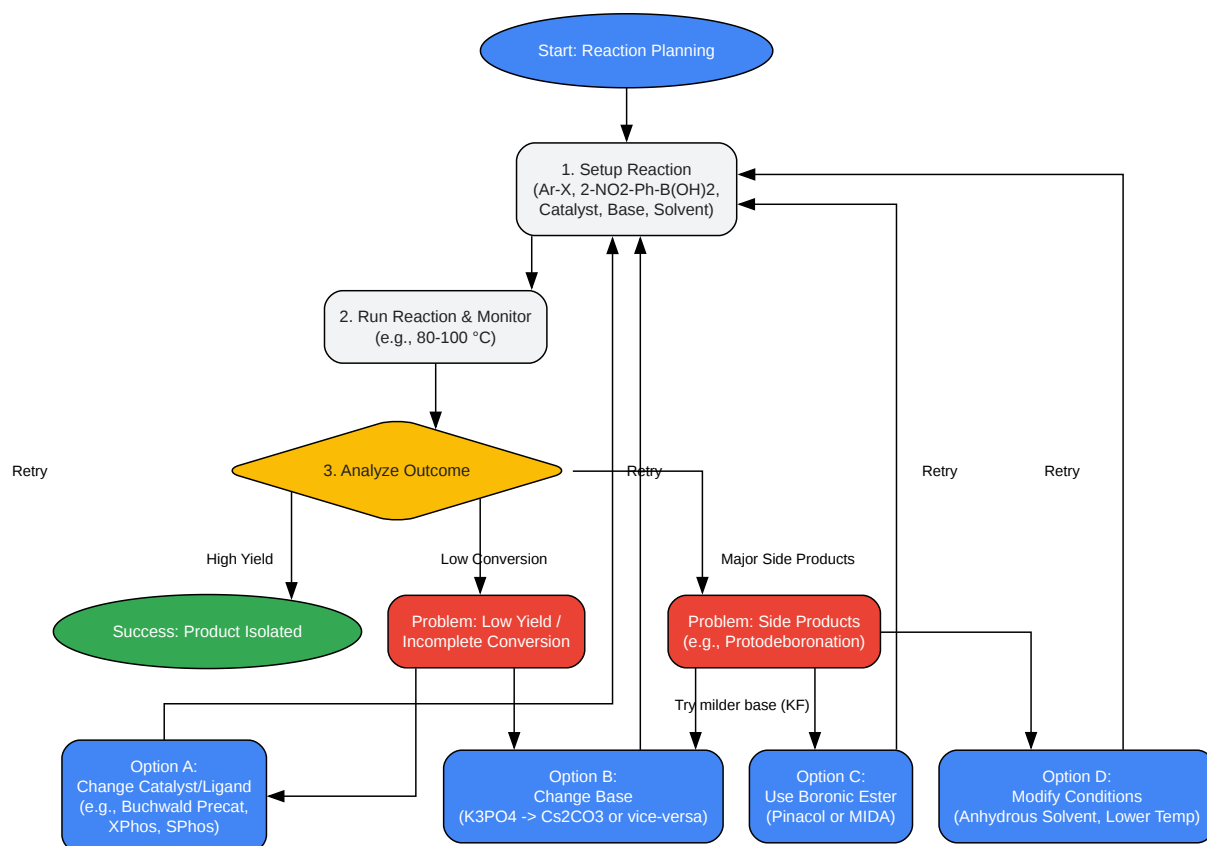 Start: Reaction Planning
1. Setup Reaction
(Ar-X, 2-NO2-Ph-B(OH)2,
Catalyst, Base, Solvent)
2. Run Reaction & Monitor
(e.g., 80-100 °C)
3. Analyze Outcome
Retry
Retry
Retry
Retry
High Yield
Low Conversion
Major Side Products
Success: Product Isolated
Problem: Low Yield /
Incomplete Conversion
Problem: Side Products
(e.g., Protodeboronation)
Try milder base (KF)
Option A:
Change Catalyst/Ligand
(e.g., Buchwald Precat,
XPhos, SPhos)
Option B:
Change Base
(K3PO4 -> Cs2CO3 or vice-versa)
Option C:
Use Boronic Ester
(Pinacol or MIDA)
Option D:
Modify Conditions
(Anhydrous Solvent, Lower Temp)